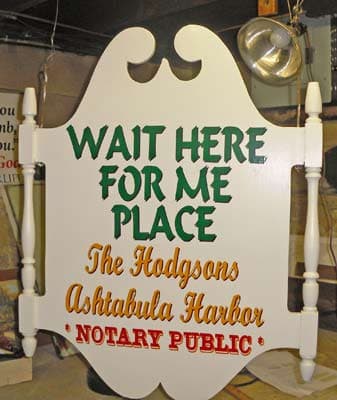 WAIT HERE
FOR ME
PLACE
The Hodgsons
Ashtabula Harbor
• NOTARY PUBLIC •